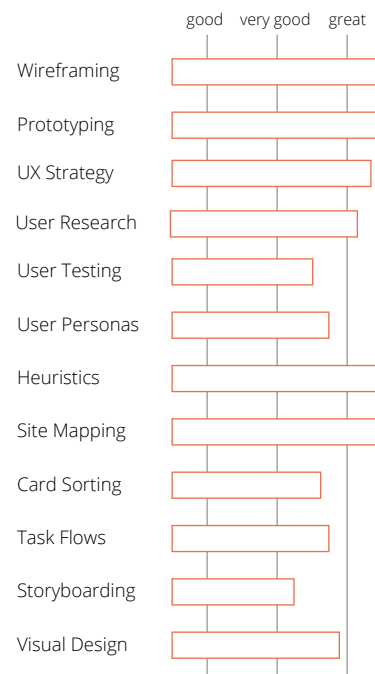 good very good great
Wireframing
Prototyping
UX Strategy
User Research
User Testing
User Personas
Heuristics
Site Mapping
Card Sorting
Task Flows
Storyboarding
Visual Design